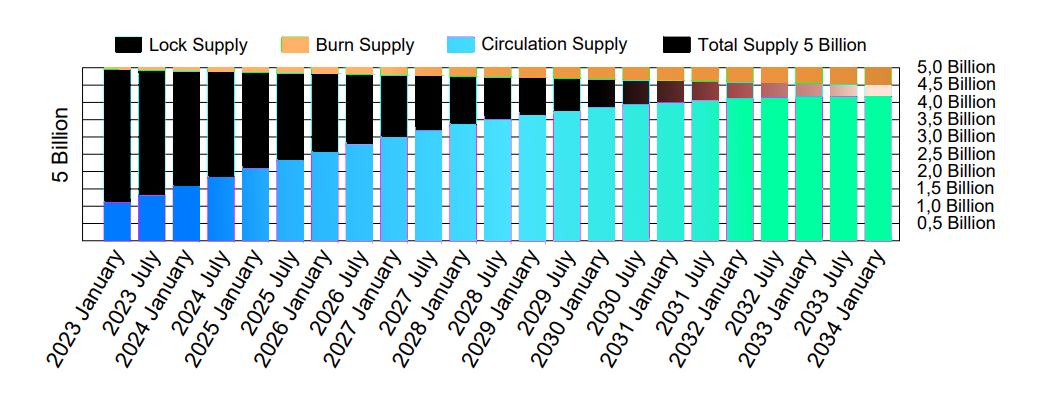 Lock Supply
Burn Supply
Circulation Supply
Total Supply 5 Billion
5 Billion
5,0 Billion
4,5 Billion
4,0 Billion
3,5 Billion
3,0 Billion
2,5 Billion
2,0 Billion
1,5 Billion
1,0 Billion
0,5 Billion
2023 January
2023 July
2024 January
2024 July
2025 January
2025 July
2026 January
2026 July
2027 January
2027 July
2028 January
2028 July
2029 January
2029 July
2030 January
2030 July
2031 January
2031 July
2032 January
2032 July
2033 January
2033 July
2034 January